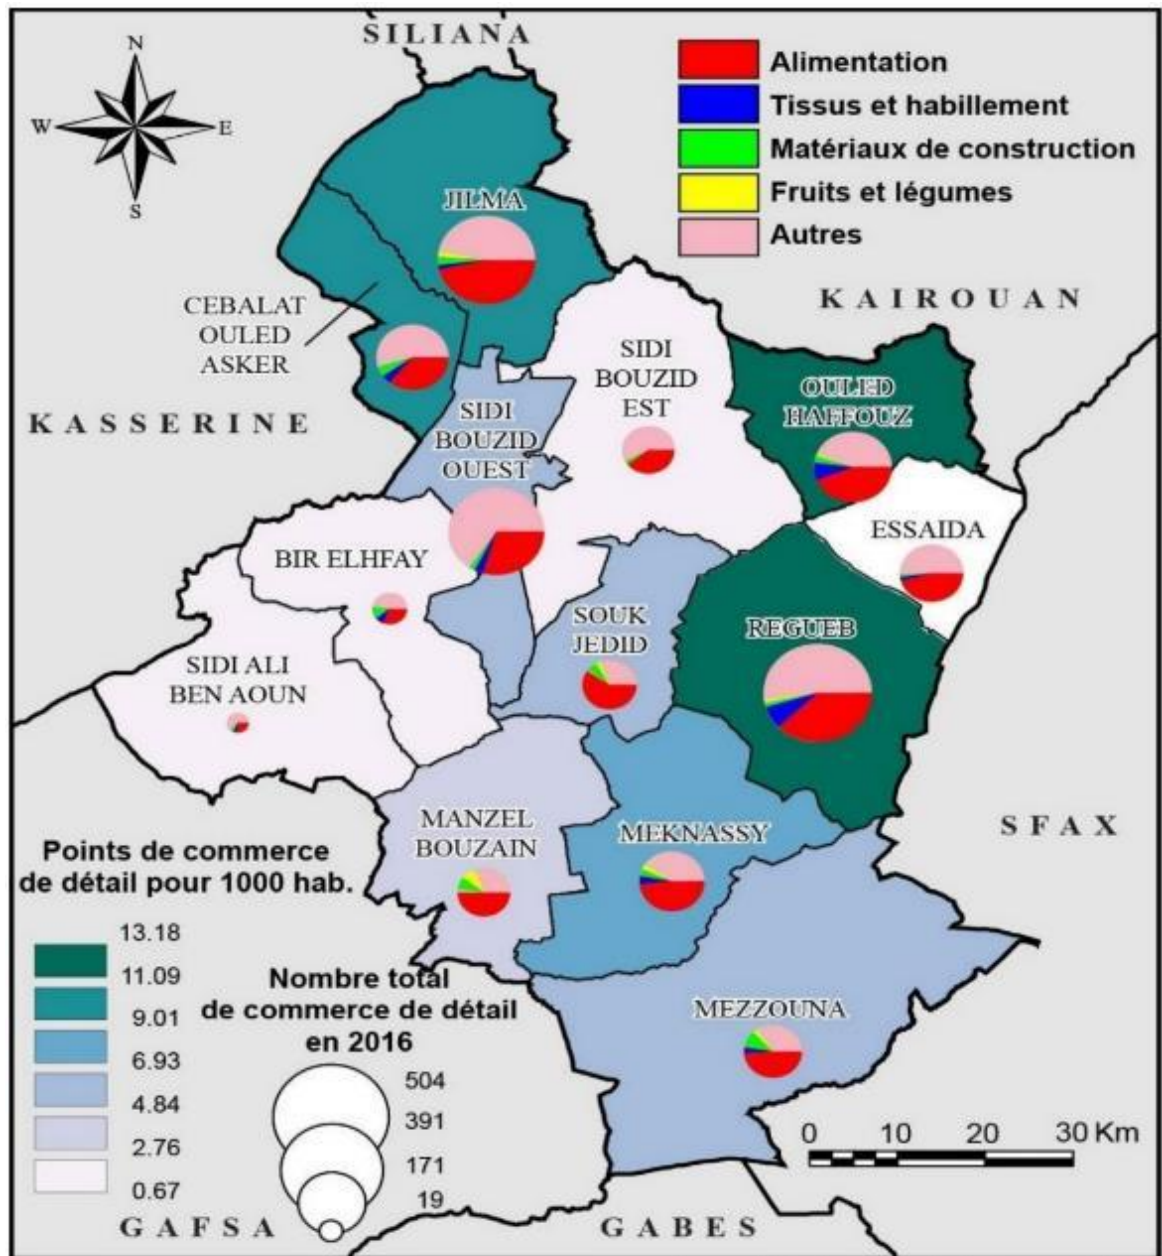 SILIANA
N
W
E
S
Alimentation
Tissus et habillement
Matériaux de construction
Fruits et légumes
Autres
JILMA
KAIROUAN
CEBALAT
OULED
ASKER
SIDI
BOUZID
EST
OULED
HAFFOUZ
KASSERINE
SIDI
BOUZID
OUEST
ESSAIDA
BIR ELHFAY
SOUK
JEDID
REGUEB
SIDI ALI
BEN AOUN
MANZEL
BOUZAIN
MEKNASSY
SFAX
Points de commerce
de détail pour 1000 hab.
13.18
11.09
9.01
6.93
4.84
2.76
0.67
Nombre total
de commerce de détail
en 2016
504
391
171
19
MEZZOUNA
0 10 20 30 Km
GAFSA
GABES